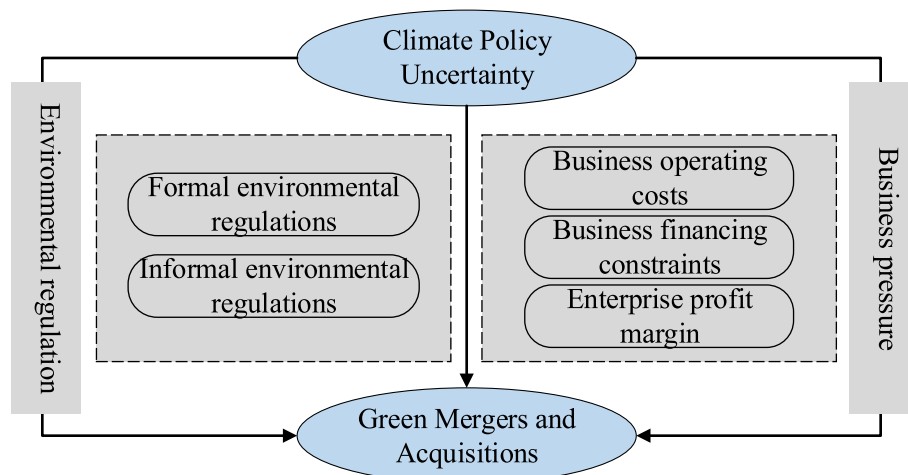 Climate Policy
Uncertainty
Environmental regulation
Formal environmental
regulations
Informal environmental
regulations
Business operating
costs
Business financing
constraints
Enterprise profit
margin
Business pressure
Green Mergers and
Acquisitions